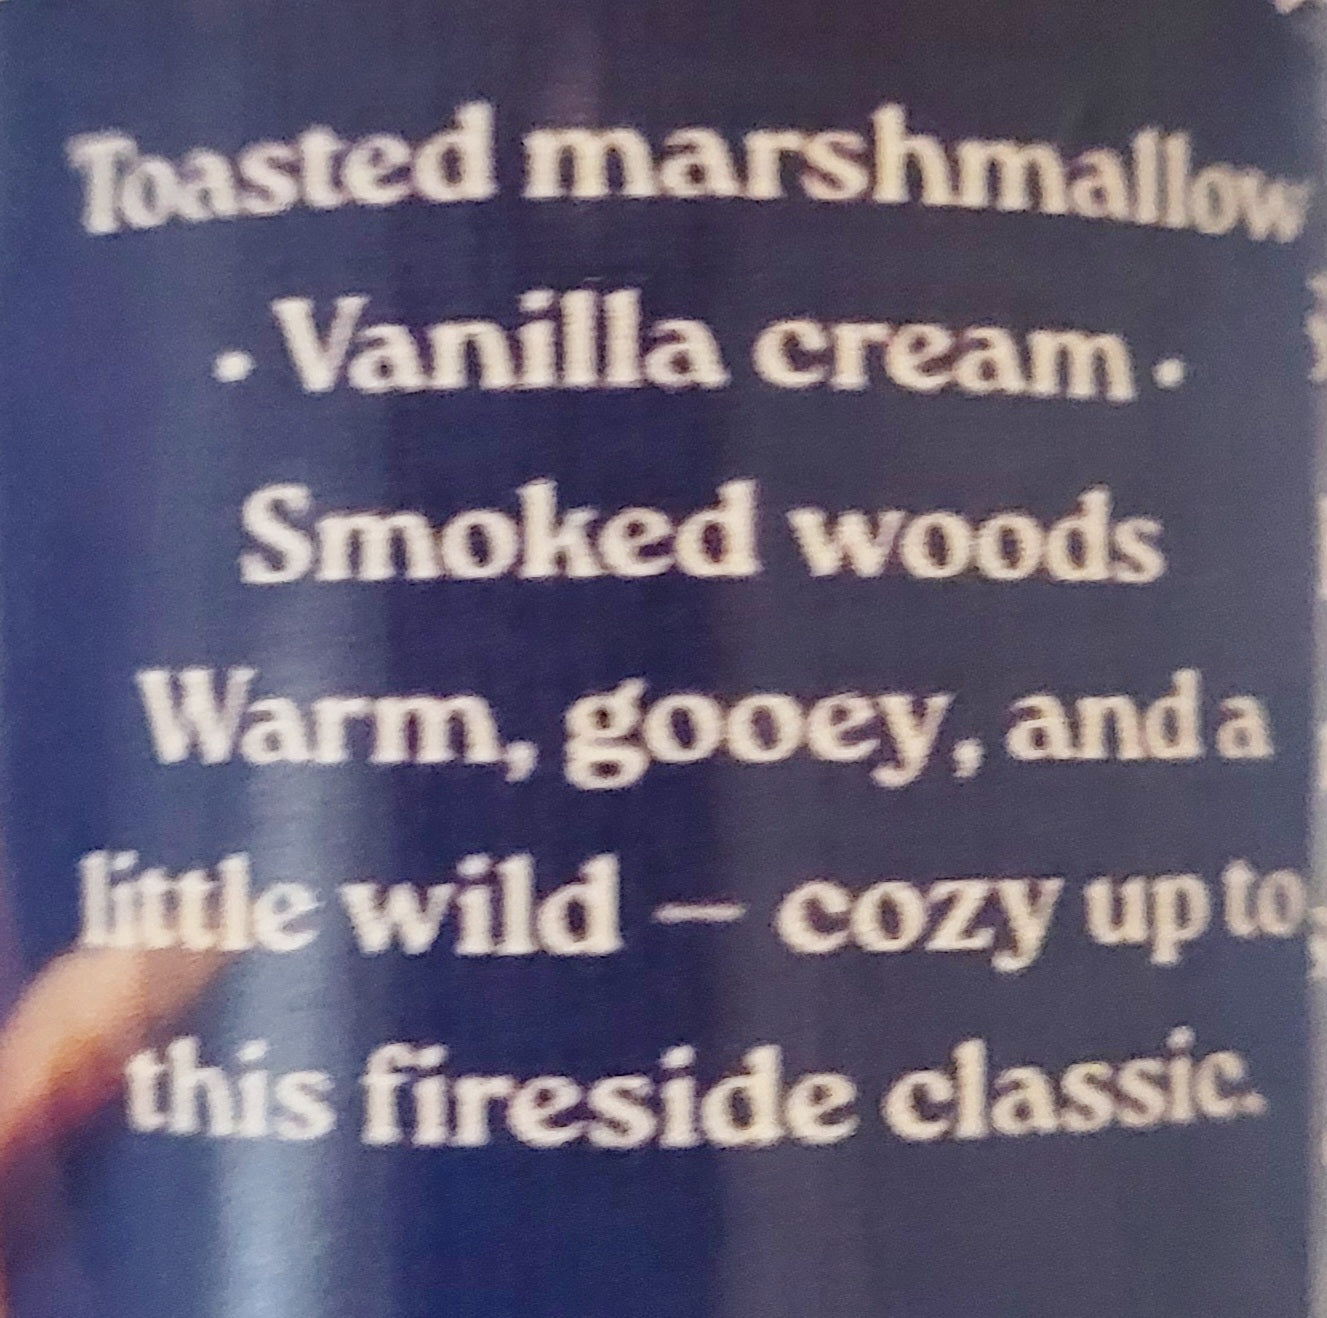 Toasted marshmallow
· Vanilla cream ·
Smoked woods
Warm, gooey, and a
little wild – cozy up to
this fireside classic.